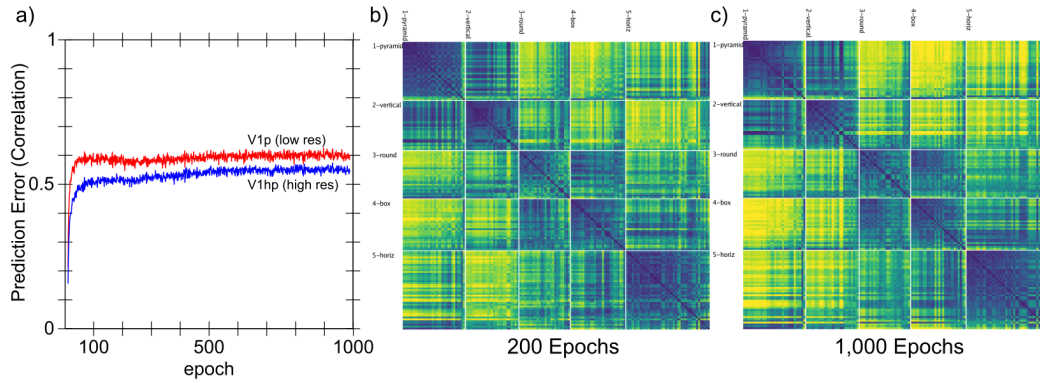 a)
Prediction Error (Correlation)
1
0.5
0
V1p (low res)
V1hp (high res)
100
500
1000
epoch
b)
1-pyramid
2-vertical
3-round
4-box
5-horiz
1-pyramid
2-vertical
3-round
4-box
5-horiz
200 Epochs
c)
1-pyramid
2-vertical
3-round
4-box
5-horiz
1-pyramid
2-vertical
3-round
4-box
5-horiz
1,000 Epochs